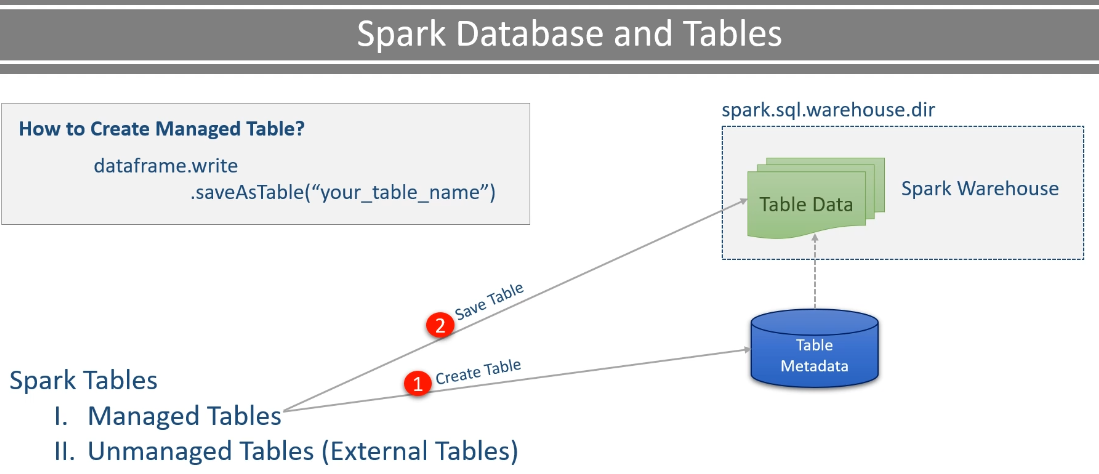 Spark Database and Tables
How to Create Managed Table?
dataframe.write
.saveAsTable(“your_table_name”)
spark.sql.warehouse.dir
Table Data
Spark Warehouse
2 Save Table
1 Create Table
Table
Metadata
Spark Tables
I. Managed Tables
II. Unmanaged Tables (External Tables)